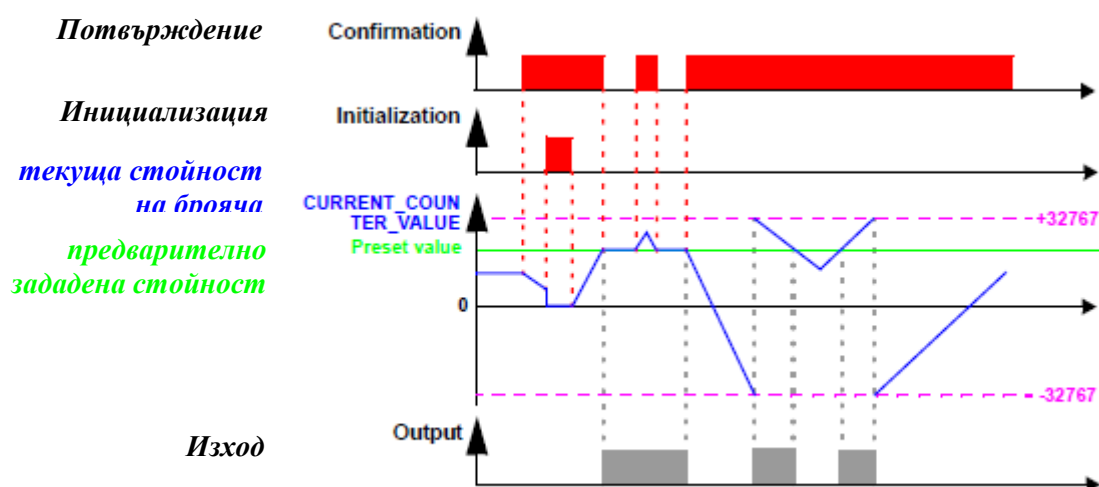 Потвърждение
Confirmation
Инициализация
Initialization
текуща стойност
на брояча
CURRENT_COUN
TER_VALUE
+32767
предварително
зададена стойност
Preset value
0
-32767
Изход
Output